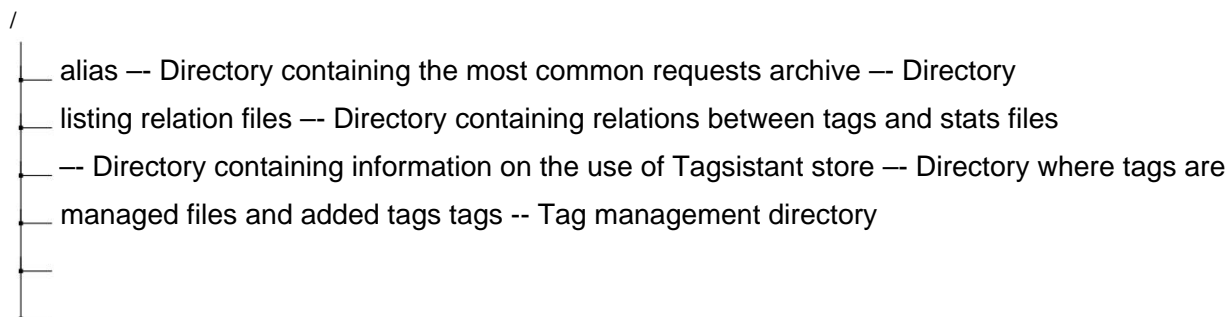 /
alias –- Directory containing the most common requests archive –- Directory
listing relation files –- Directory containing relations between tags and stats files
–- Directory containing information on the use of Tagsistant store –- Directory where tags are
managed files and added tags tags -- Tag management directory